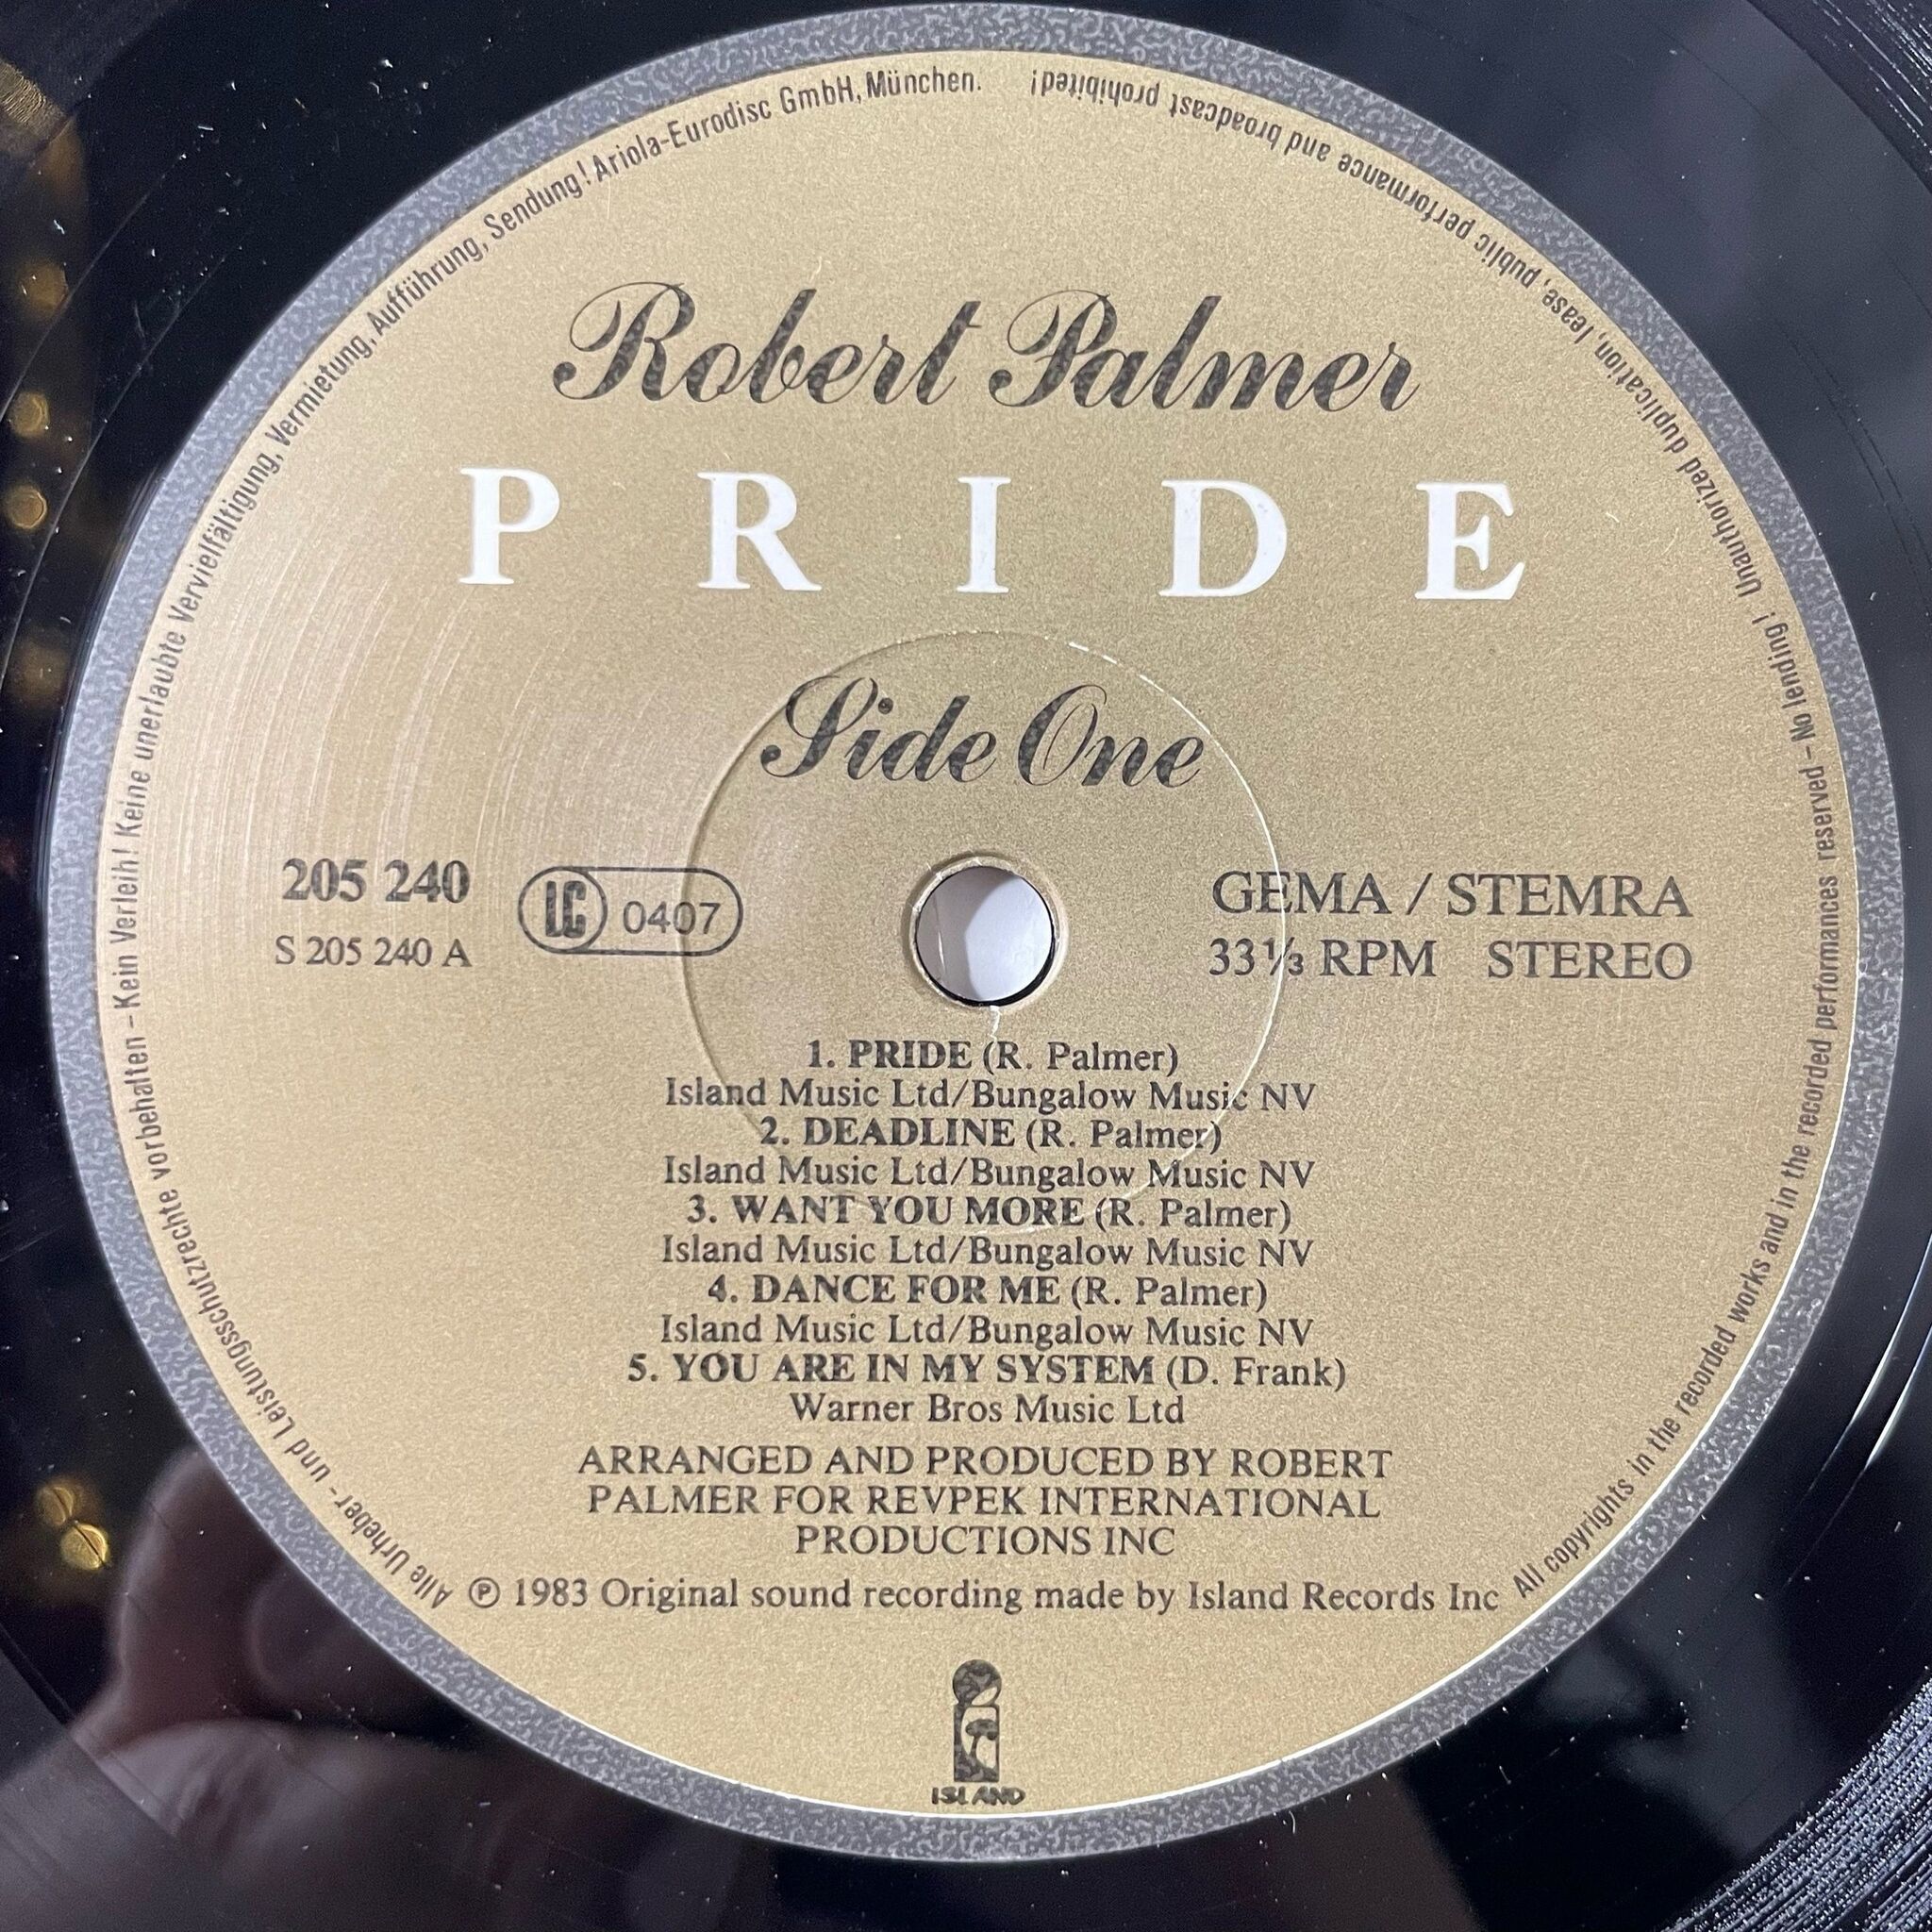 Alle Urheber- und Leistungsschutzrechte vorbehalten – Kein Verleih! Keine unerlaubte Vervielfältigung, Vermietung, Aufführung, Sendung! Ariola-Eurodisc GmbH, München.
All copyrights in the recorded works and in the recorded performances reserved – No lending! Unauthorized duplication, lease, public performance and broadcast prohibited!
Robert Palmer
PRIDE
Side One
205 240
S 205 240 A
LC 0407
GEMA / STEMRA
33⅓ RPM STEREO
1. PRIDE (R. Palmer)
Island Music Ltd/Bungalow Music NV
2. DEADLINE (R. Palmer)
Island Music Ltd/Bungalow Music NV
3. WANT YOU MORE (R. Palmer)
Island Music Ltd/Bungalow Music NV
4. DANCE FOR ME (R. Palmer)
Island Music Ltd/Bungalow Music NV
5. YOU ARE IN MY SYSTEM (D. Frank)
Warner Bros Music Ltd
ARRANGED AND PRODUCED BY ROBERT
PALMER FOR REVPEK INTERNATIONAL
PRODUCTIONS INC
℗ 1983 Original sound recording made by Island Records Inc
ISLAND